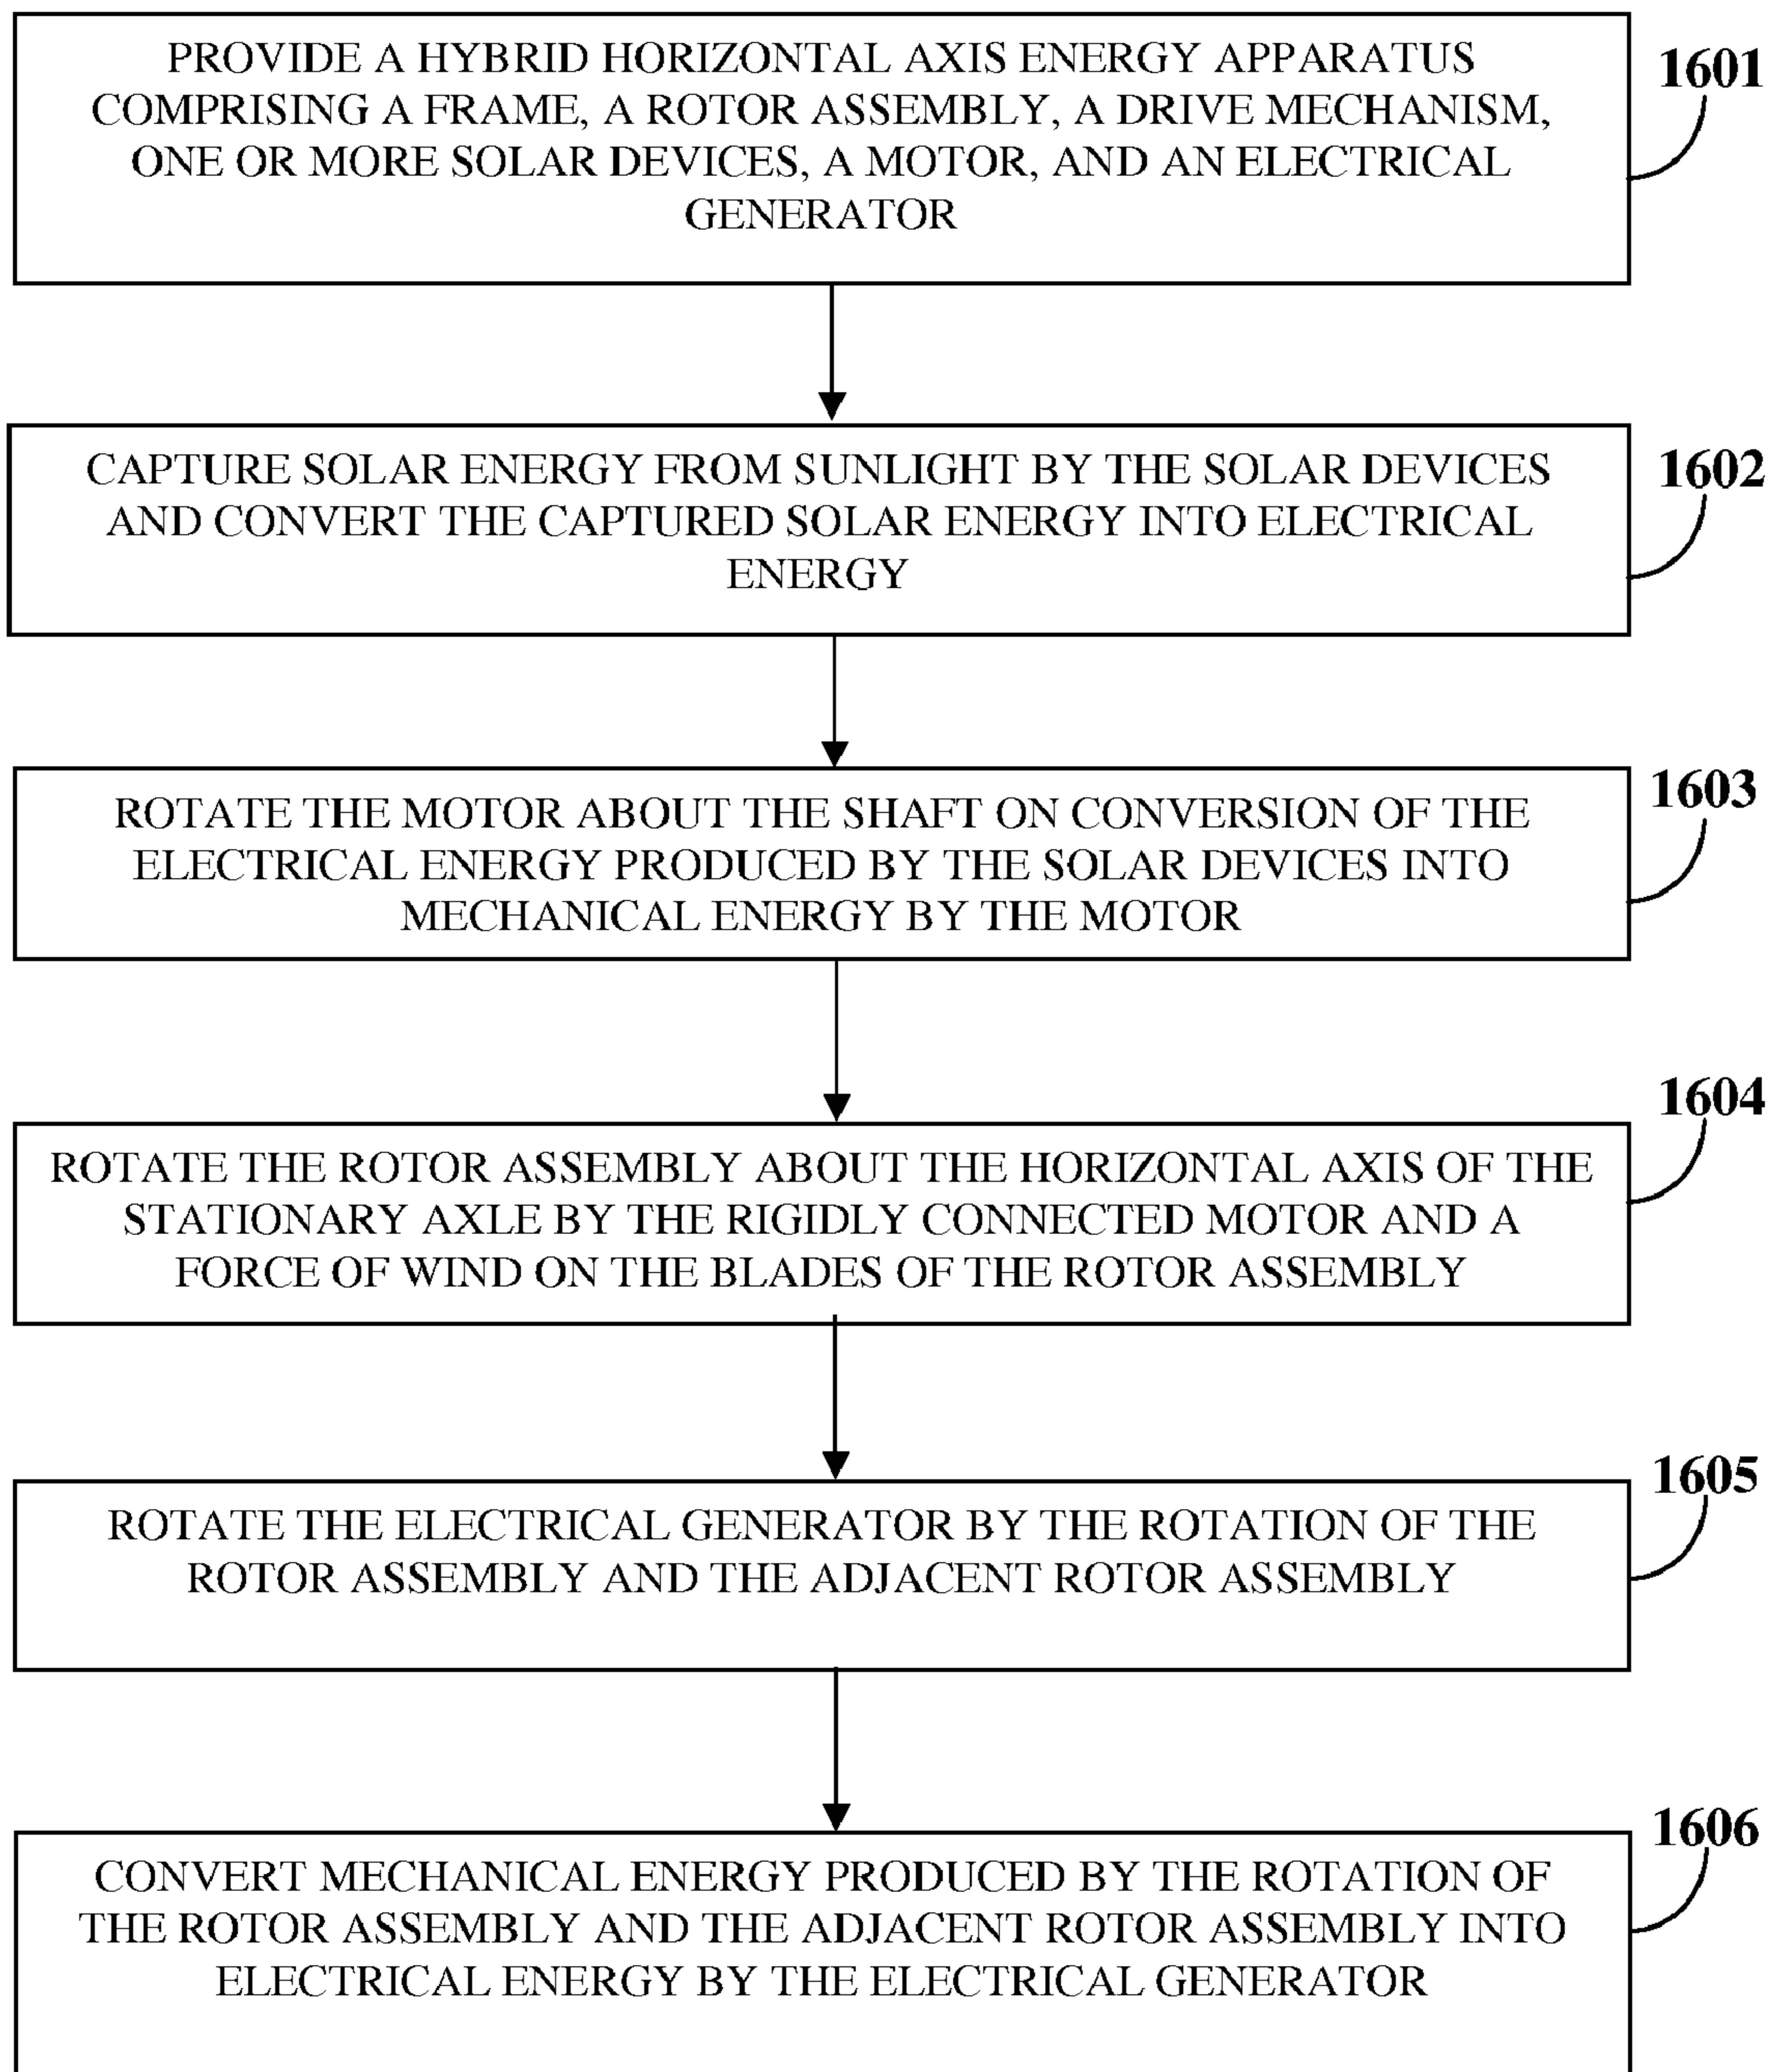 PROVIDE A HYBRID HORIZONTAL AXIS ENERGY APPARATUS
COMPRISING A FRAME, A ROTOR ASSEMBLY, A DRIVE MECHANISM,
ONE OR MORE SOLAR DEVICES, A MOTOR, AND AN ELECTRICAL
GENERATOR
1601
CAPTURE SOLAR ENERGY FROM SUNLIGHT BY THE SOLAR DEVICES
AND CONVERT THE CAPTURED SOLAR ENERGY INTO ELECTRICAL
ENERGY
1602
ROTATE THE MOTOR ABOUT THE SHAFT ON CONVERSION OF THE
ELECTRICAL ENERGY PRODUCED BY THE SOLAR DEVICES INTO
MECHANICAL ENERGY BY THE MOTOR
1603
ROTATE THE ROTOR ASSEMBLY ABOUT THE HORIZONTAL AXIS OF THE
STATIONARY AXLE BY THE RIGIDLY CONNECTED MOTOR AND A
FORCE OF WIND ON THE BLADES OF THE ROTOR ASSEMBLY
1604
ROTATE THE ELECTRICAL GENERATOR BY THE ROTATION OF THE
ROTOR ASSEMBLY AND THE ADJACENT ROTOR ASSEMBLY
1605
CONVERT MECHANICAL ENERGY PRODUCED BY THE ROTATION OF
THE ROTOR ASSEMBLY AND THE ADJACENT ROTOR ASSEMBLY INTO
ELECTRICAL ENERGY BY THE ELECTRICAL GENERATOR
1606